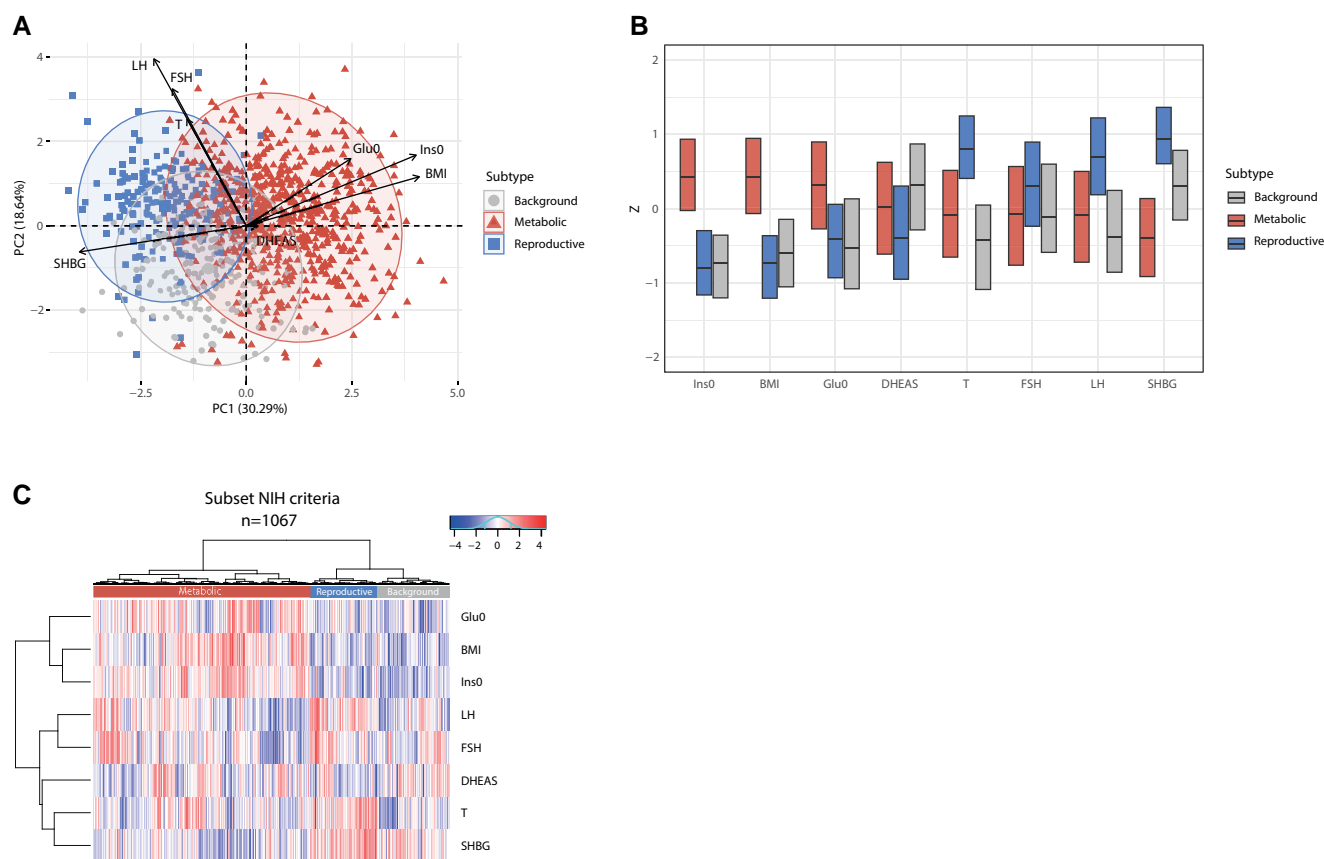 A
4
2
0
−2
PC2 (18.64%)
LH
FSH
T
Glu0
Ins0
BMI
DHEAS
SHBG
−2.5
0.0
2.5
5.0
PC1 (30.29%)
Subtype
Background
Metabolic
Reproductive
B
2
1
0
−1
−2
Z
Ins0
BMI
Glu0
DHEAS
T
FSH
LH
SHBG
Subtype
Background
Metabolic
Reproductive
C
Subset NIH criteria
n=1067
−4 −2 0 2 4
Metabolic Reproductive Background
Glu0
BMI
Ins0
LH
FSH
DHEAS
T
SHBG